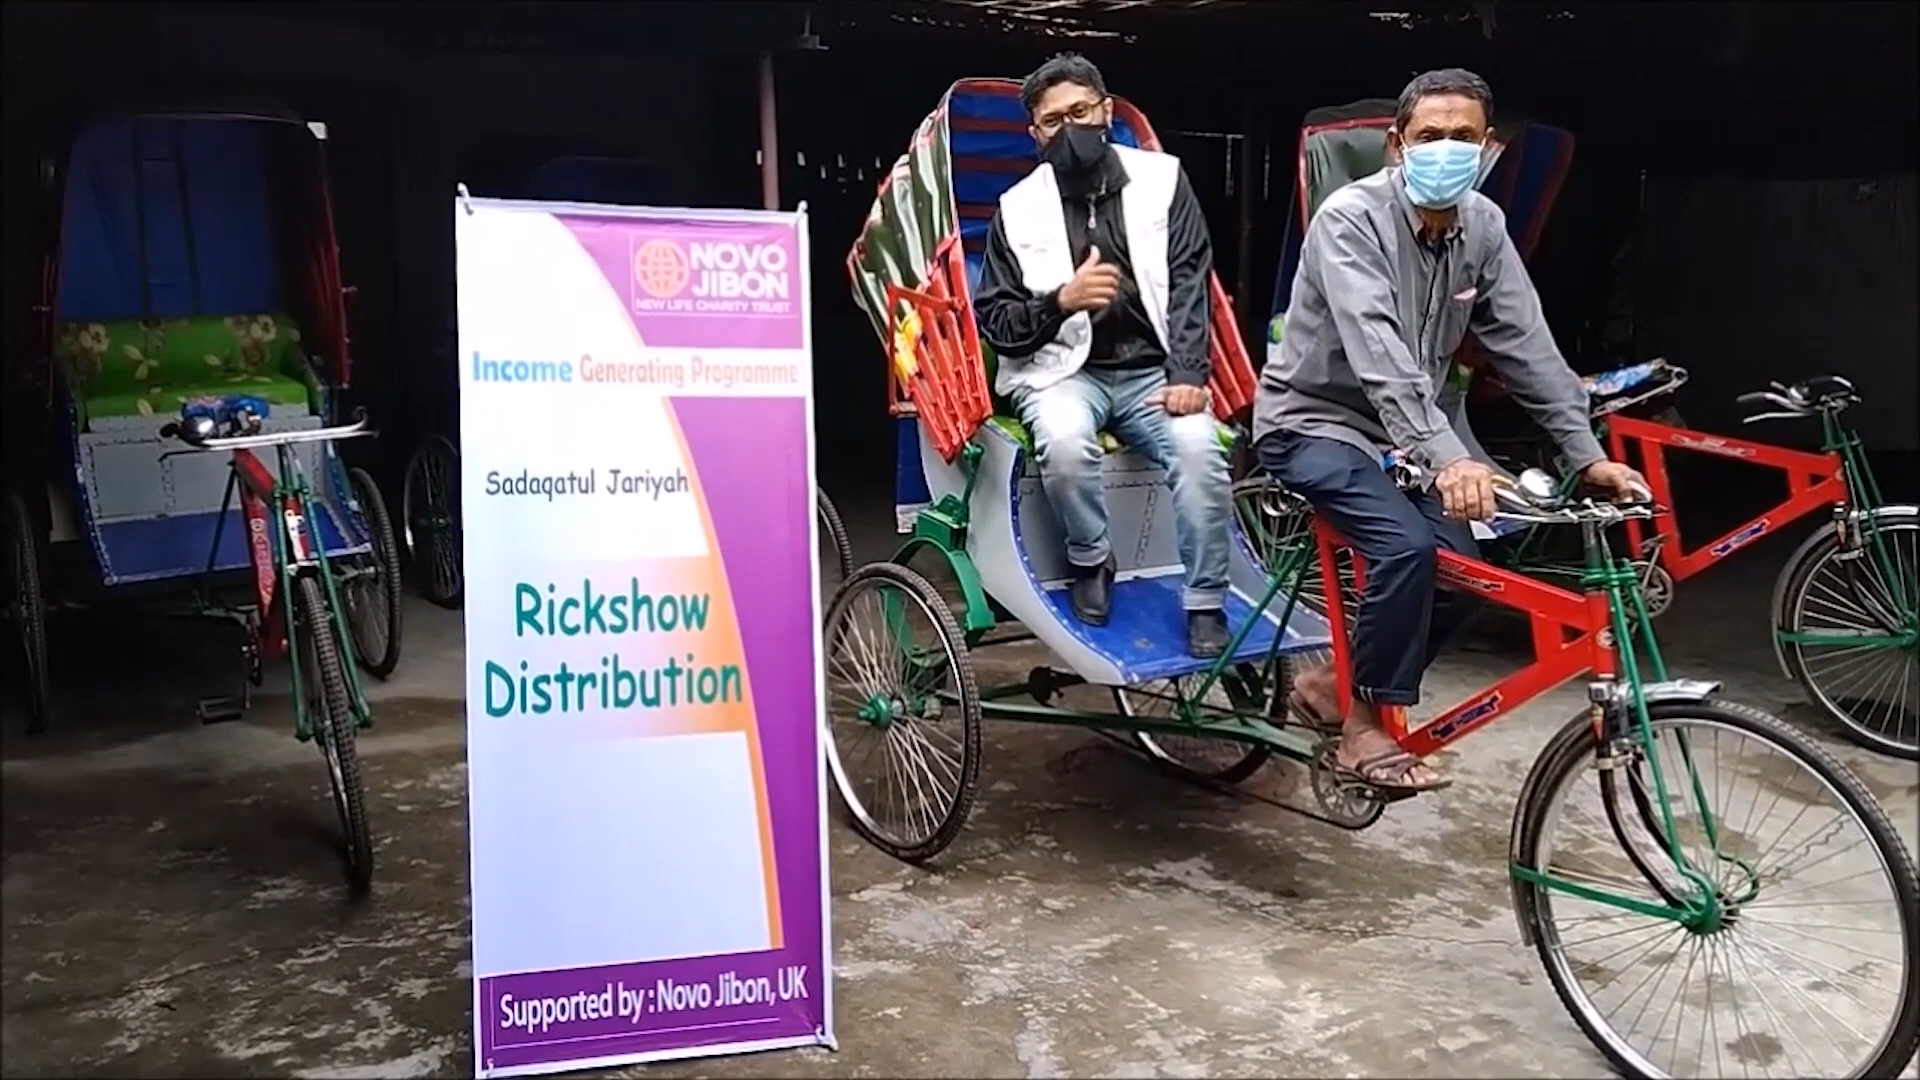 NOVO
JIBON
NEW LIFE CHARITY TRUST
Income Generating Programme
Sadaqatul Jariyah
Rickshow
Distribution
Supported by : Novo Jibon, UK